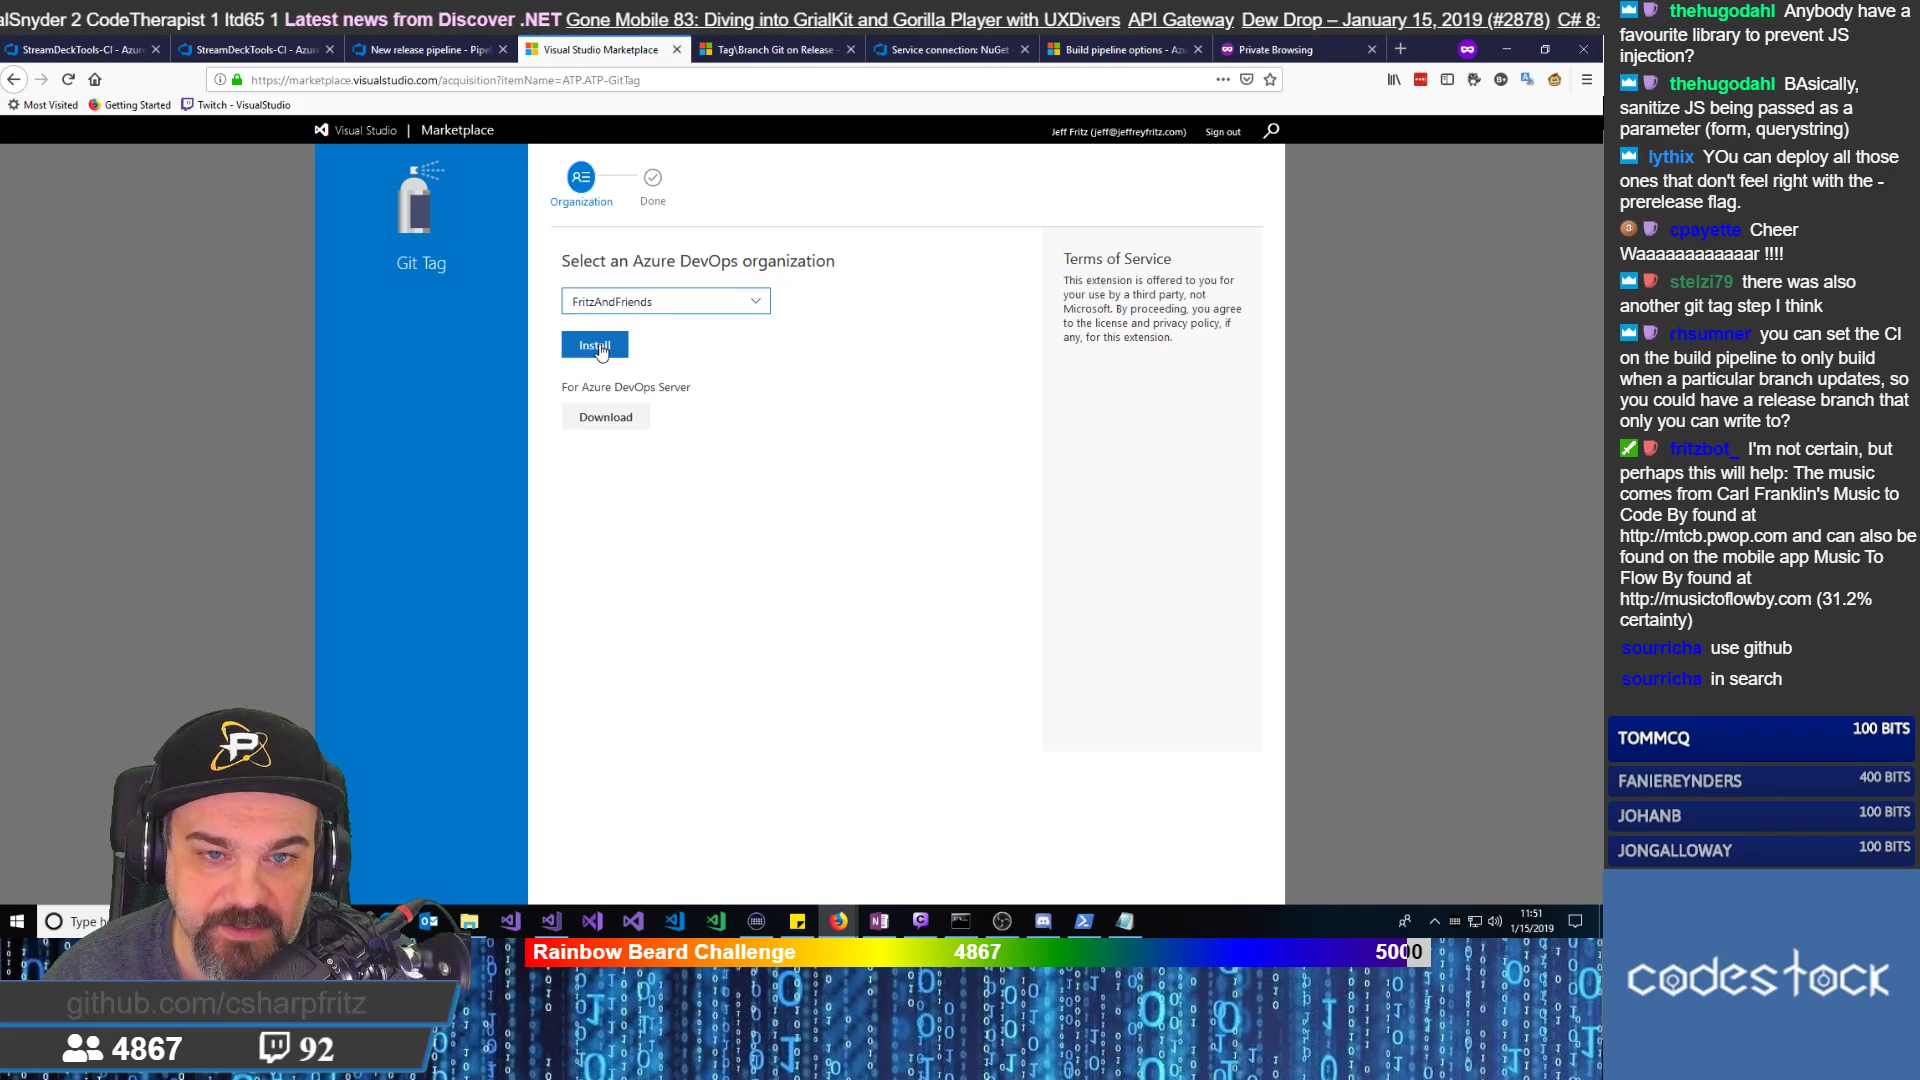 alSnyder 2 CodeTherapist 1 ltd65 1 Latest news from Discover .NET Gone Mobile 83: Diving into GrialKit and Gorilla Player with UXDivers API Gateway Dew Drop – January 15, 2019 (#2878) C# 8:
StreamDeckTools-CI - Azur StreamDeckTools-CI - Azure New release pipeline - Pipel Visual Studio Marketplace Tag\Branch Git on Release - Service connection: NuGet - Build pipeline options - Azu Private Browsing
https://marketplace.visualstudio.com/acquisition?itemName=ATP.ATP-GitTag
Most Visited Getting Started Twitch - VisualStudio
Visual Studio | Marketplace
Jeff Fritz (jeff@jeffreyfritz.com) Sign out
Git Tag
Organization Done
Select an Azure DevOps organization
FritzAndFriends
Install
For Azure DevOps Server
Download
Terms of Service
This extension is offered to you for
your use by a third party, not
Microsoft. By proceeding, you agree
to the license and privacy policy, if
any, for this extension.
thehugodahl Anybody have a
favourite library to prevent JS
injection?
thehugodahl BAsically,
sanitize JS being passed as a
parameter (form, querystring)
lythix YOu can deploy all those
ones that don't feel right with the -
prerelease flag.
cpayette Cheer
Waaaaaaaaaaaar !!!!
stelzi79 there was also
another git tag step I think
rhsumner you can set the CI
on the build pipeline to only build
when a particular branch updates, so
you could have a release branch that
only you can write to?
fritzbot_ I'm not certain, but
perhaps this will help: The music
comes from Carl Franklin's Music to
Code By found at
http://mtcb.pwop.com and can also be
found on the mobile app Music To
Flow By found at
http://musictoflowby.com (31.2%
certainty)
sourricha use github
sourricha in search
TOMMCQ 100 BITS
FANIEREYNDERS 400 BITS
JOHANB 100 BITS
JONGALLOWAY 100 BITS
Type h
11:51
1/15/2019
Rainbow Beard Challenge 4867 5000
github.com/csharpfritz
4867 92
codestock